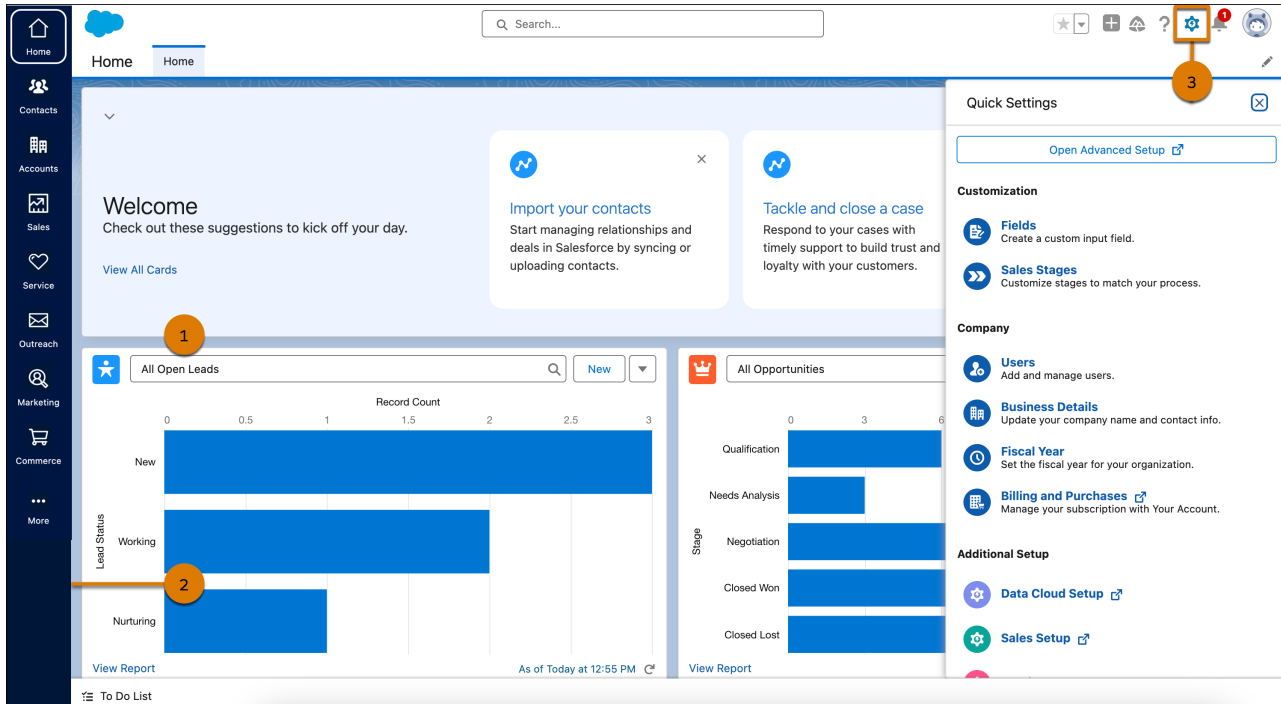 Home
Contacts
Accounts
Sales
Service
Outreach
Marketing
Commerce
More
Search...
1
Home
Home
3
Welcome
Check out these suggestions to kick off your day.
View All Cards
Import your contacts
Start managing relationships and
deals in Salesforce by syncing or
uploading contacts.
Tackle and close a case
Respond to your cases with
timely support to build trust and
loyalty with your customers.
1
All Open Leads
New
Record Count
0 0.5 1 1.5 2 2.5 3
Lead Status
New
Working
Nurturing
2
View Report
As of Today at 12:55 PM
All Opportunities
0 3 6
Stage
Qualification
Needs Analysis
Negotiation
Closed Won
Closed Lost
View Report
Quick Settings
Open Advanced Setup
Customization
Fields
Create a custom input field.
Sales Stages
Customize stages to match your process.
Company
Users
Add and manage users.
Business Details
Update your company name and contact info.
Fiscal Year
Set the fiscal year for your organization.
Billing and Purchases
Manage your subscription with Your Account.
Additional Setup
Data Cloud Setup
Sales Setup
To Do List